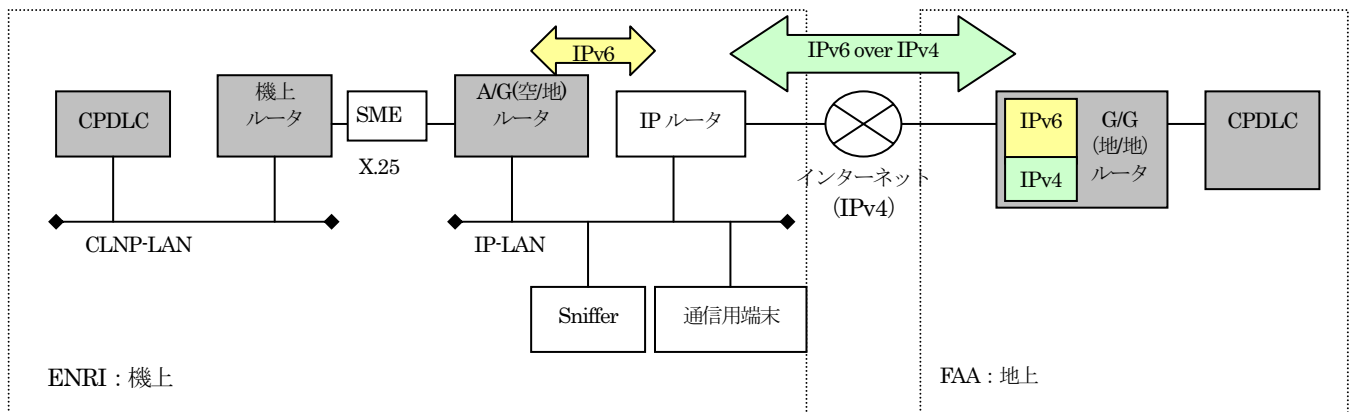 IPv6
IPv6 over IPv4
CPDLC
機上
ルータ
SME
X.25
A/G(空/地)
ルータ
IP ルータ
インターネット
(IPv4)
IPv6
IPv4
G/G
(地/地)
ルータ
CPDLC
CLNP-LAN
IP-LAN
Sniffer
通信用端末
ENRI：機上
FAA：地上